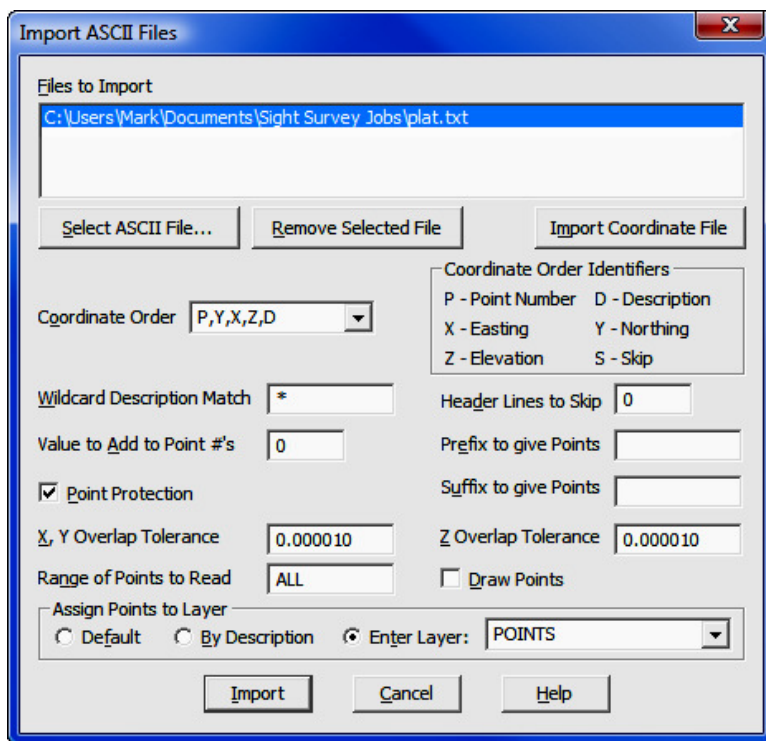 Import ASCII Files
X
Files to Import
C:\Users\Mark\Documents\Sight Survey Jobs\plat.txt
Select ASCII File... Remove Selected File Import Coordinate File
Coordinate Order Identifiers
Coordinate Order P,Y,X,Z,D
P - Point Number D - Description
X - Easting Y - Northing
Z - Elevation S - Skip
Wildcard Description Match * Header Lines to Skip 0
Value to Add to Point #'s 0 Prefix to give Points
Point Protection Suffix to give Points
X, Y Overlap Tolerance 0.000010 Z Overlap Tolerance 0.000010
Range of Points to Read ALL Draw Points
Assign Points to Layer
Default By Description Enter Layer: POINTS
Import Cancel Help